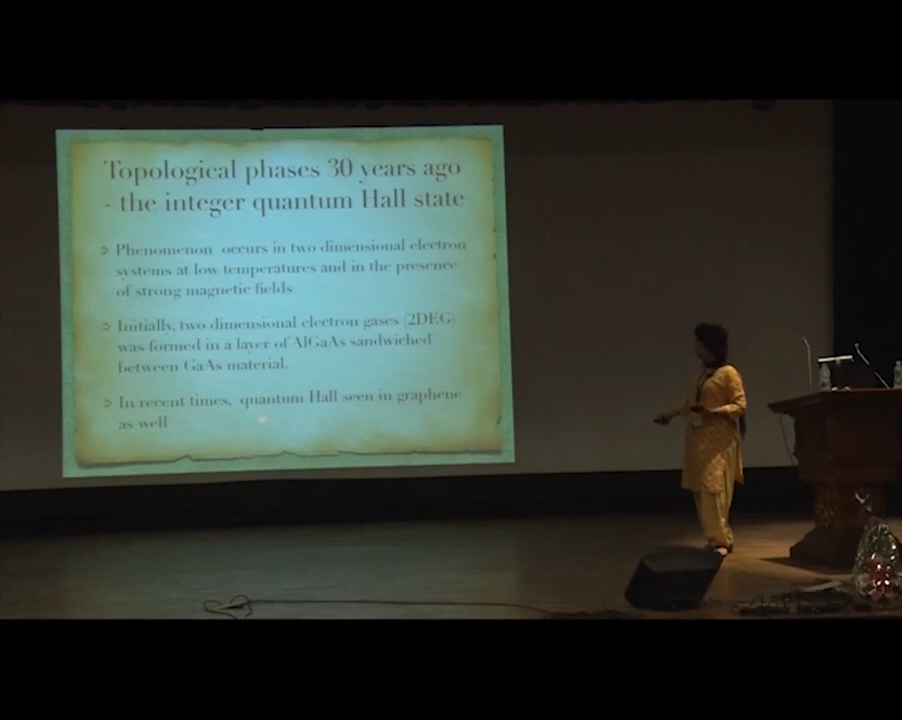 Topological phases 30 years ago
- the integer quantum Hall state
Phenomenon occurs in two dimensional electron
systems at low temperatures and in the presence
of strong magnetic fields
Initially, two dimensional electron gases (2DEG)
was formed in a layer of AlGaAs sandwiched
between GaAs material.
In recent times, quantum Hall seen in graphene
as well